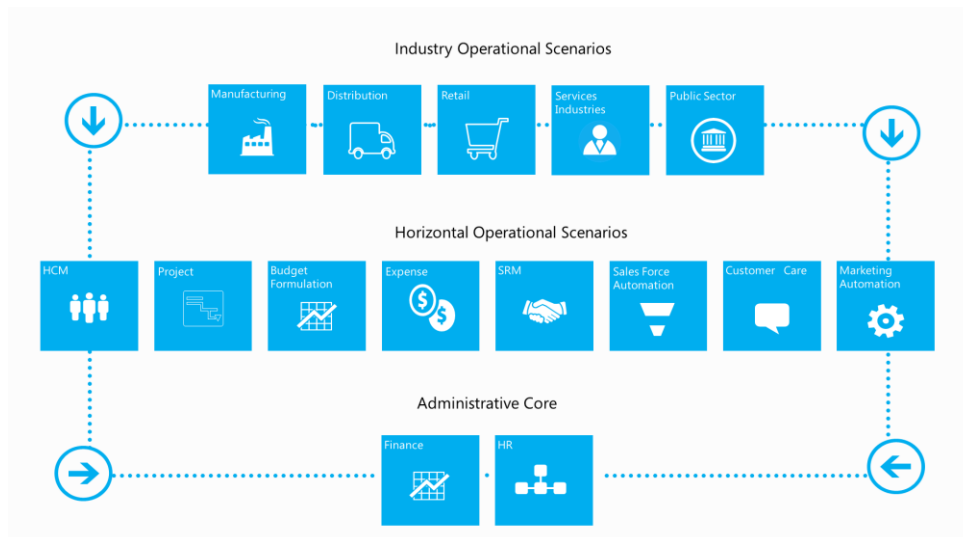 Industry Operational Scenarios
Manufacturing
Distribution
Retail
Services
Industries
Public Sector
Horizontal Operational Scenarios
HCM
Project
Budget
Formulation
Expense
SRM
Sales Force
Automation
Customer Care
Marketing
Automation
Administrative Core
Finance
HR